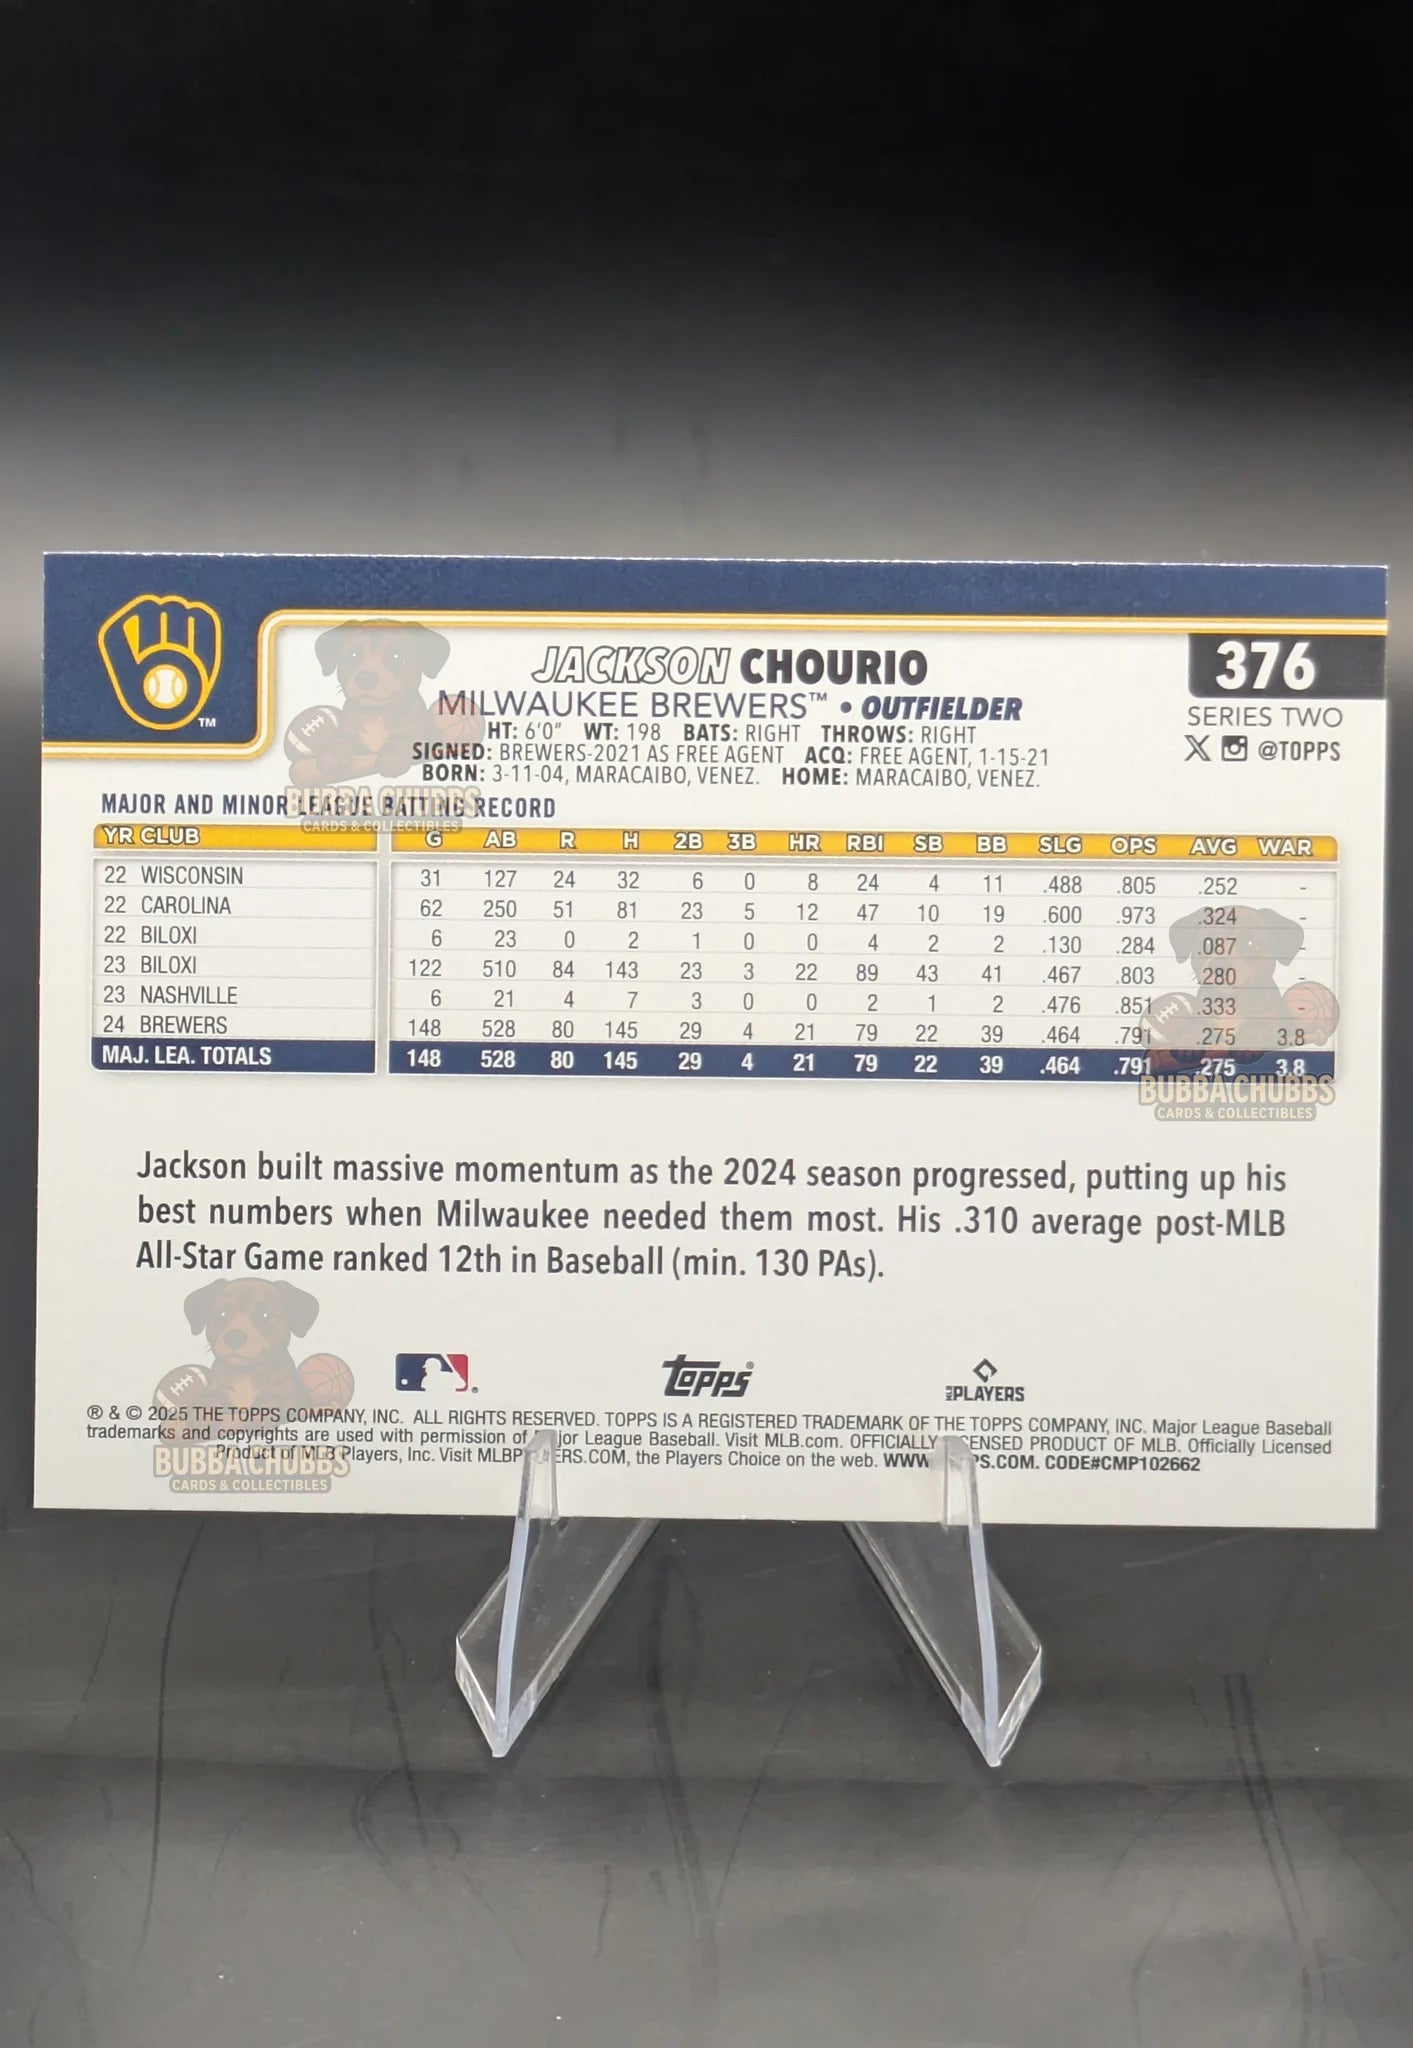 JACKSON CHOURIO
MILWAUKEE BREWERS™ • OUTFIELDER
HT: 6'0" WT: 198 BATS: RIGHT THROWS: RIGHT
SIGNED: BREWERS-2021 AS FREE AGENT ACQ: FREE AGENT, 1-15-21
BORN: 3-11-04, MARACAIBO, VENEZ. HOME: MARACAIBO, VENEZ.
376
SERIES TWO
@TOPPS
TM
BUBBA CHUBBS
CARDS & COLLECTIBLES
MAJOR AND MINOR LEAGUE BATTING RECORD
YR CLUB G AB R H 2B 3B HR RBI SB BB SLG OPS AVG WAR
22 WISCONSIN 31 127 24 32 6 0 8 24 4 11 .488 .805 .252 -
22 CAROLINA 62 250 51 81 23 5 12 47 10 19 .600 .973 .324 -
22 BILOXI 6 23 0 2 1 0 0 4 2 2 .130 .284 .087 -
23 BILOXI 122 510 84 143 23 3 22 89 43 41 .467 .803 .280 -
23 NASHVILLE 6 21 4 7 3 0 0 2 1 2 .476 .851 .333 -
24 BREWERS 148 528 80 145 29 4 21 79 22 39 .464 .791 .275 3.8
MAJ. LEA. TOTALS 148 528 80 145 29 4 21 79 22 39 .464 .791 .275 3.8
BUBBA CHUBBS
CARDS & COLLECTIBLES
Jackson built massive momentum as the 2024 season progressed, putting up his
best numbers when Milwaukee needed them most. His .310 average post-MLB
All-Star Game ranked 12th in Baseball (min. 130 PAs).
topps®
MLB PLAYERS
® & © 2025 THE TOPPS COMPANY, INC. ALL RIGHTS RESERVED. TOPPS IS A REGISTERED TRADEMARK OF THE TOPPS COMPANY, INC. Major League Baseball
trademarks and copyrights are used with permission of Major League Baseball. Visit MLB.com. OFFICIALLY LICENSED PRODUCT OF MLB. Officially Licensed
Product of MLB Players, Inc. Visit MLBPLAYERS.COM, the Players Choice on the web. WWW.TOPPS.COM. CODE#CMP102662
BUBBA CHUBBS
CARDS & COLLECTIBLES